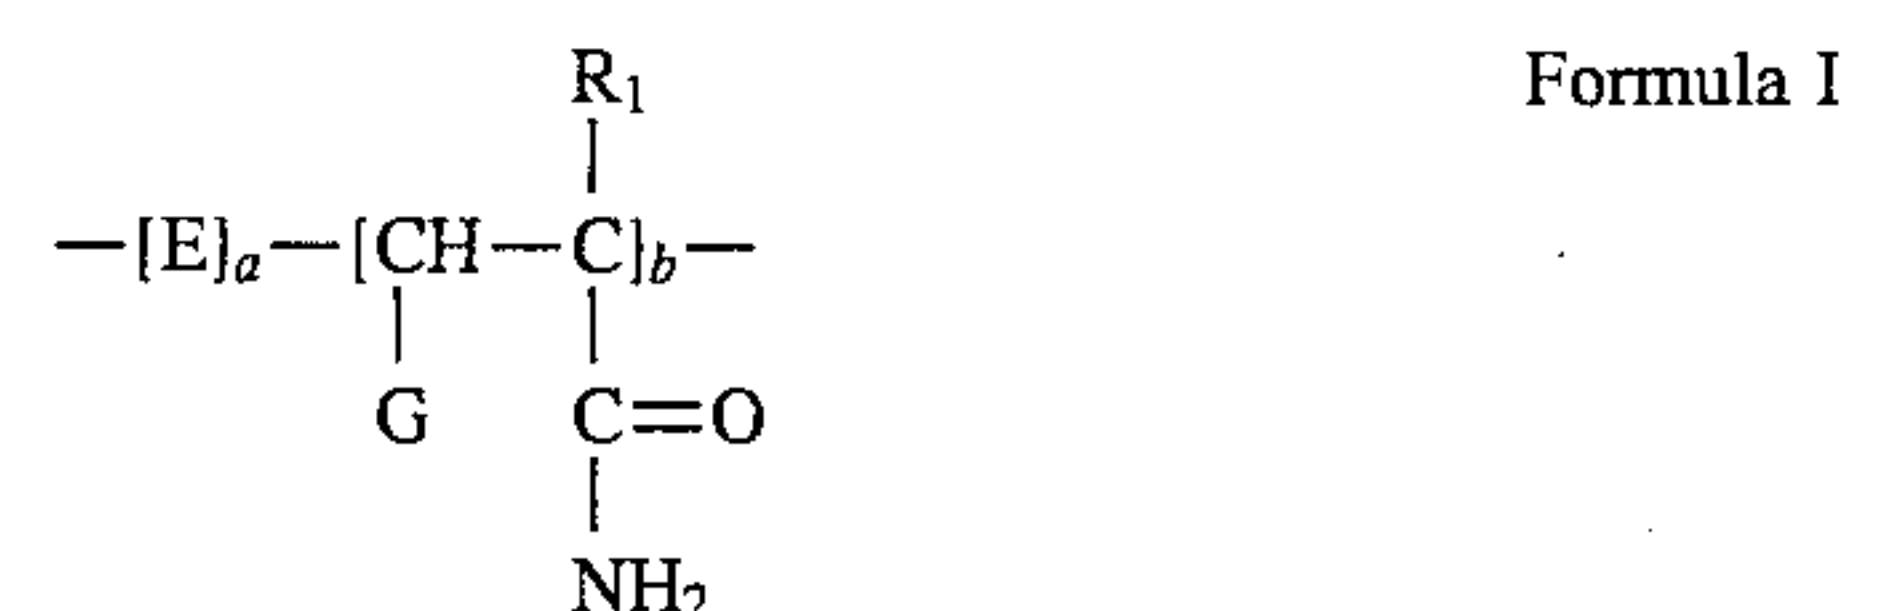 R₁ Formula I
—[E]ₐ—[CH—C]b—
G C=O
NH₂